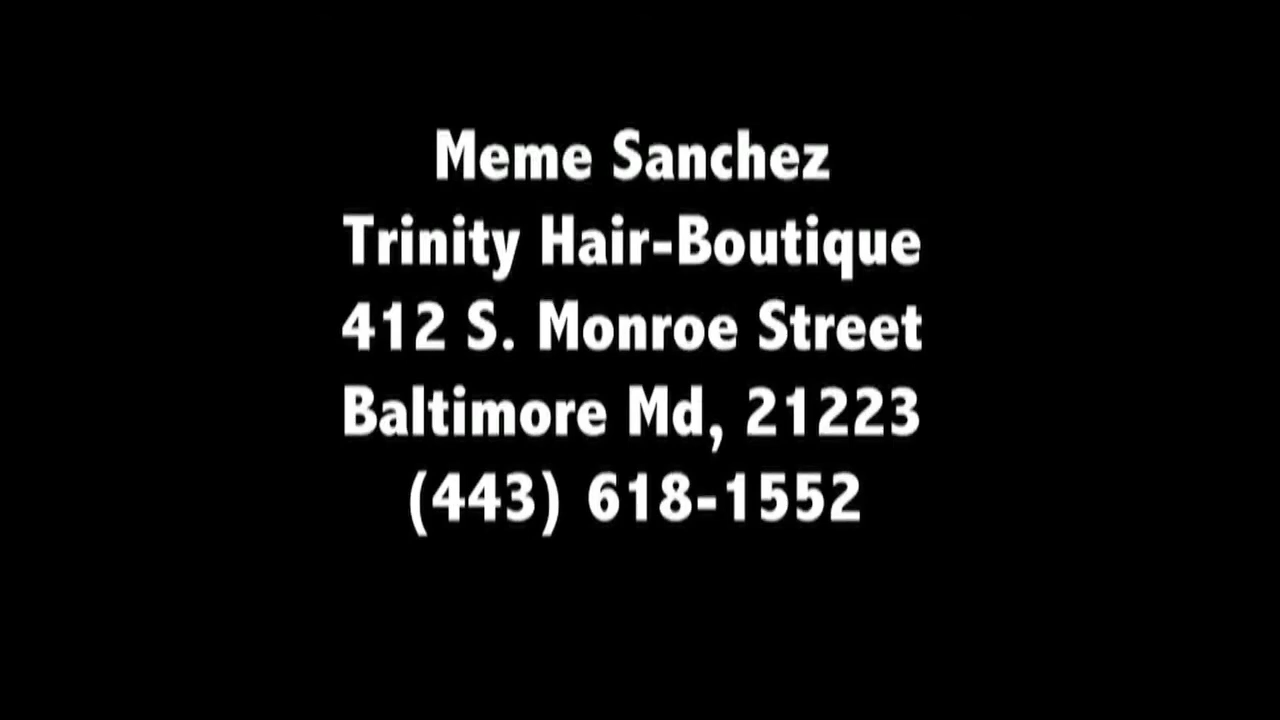 Meme Sanchez
Trinity Hair-Boutique
412 S. Monroe Street
Baltimore Md, 21223
(443) 618-1552